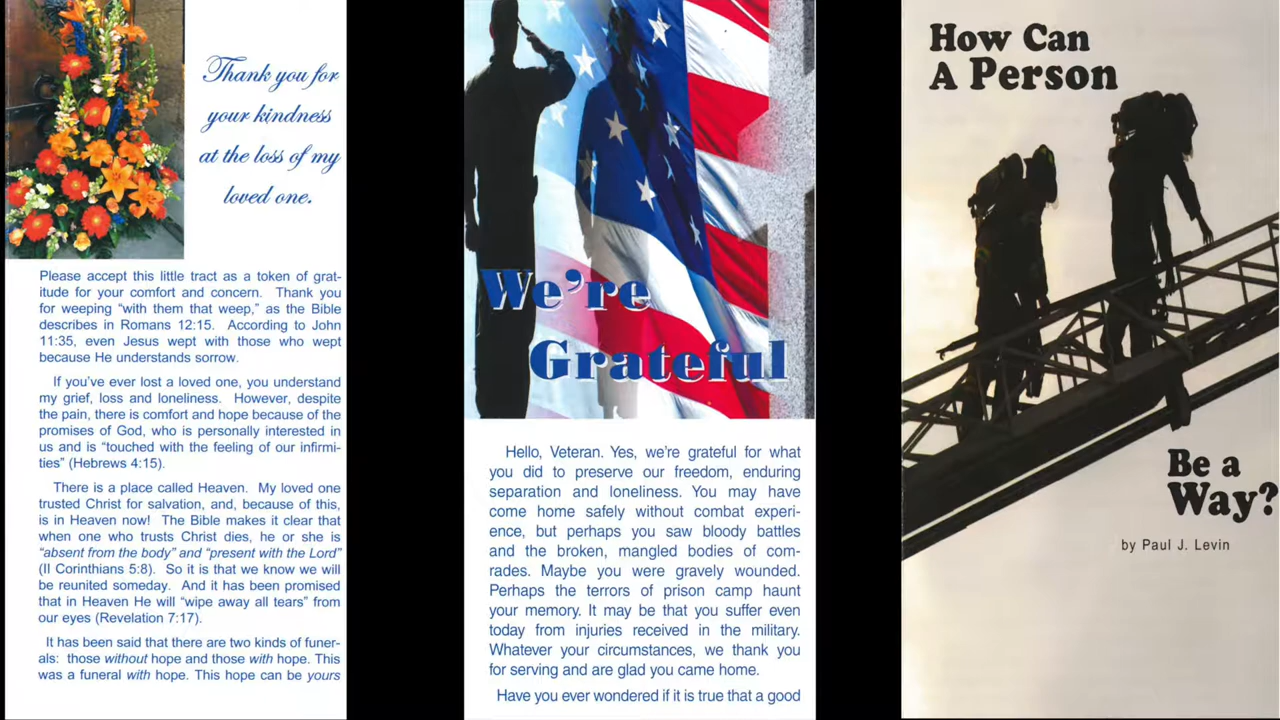 Thank you for
your kindness
at the loss of my
loved one.
Please accept this little tract as a token of grat-
itude for your comfort and concern. Thank you
for weeping “with them that weep,” as the Bible
describes in Romans 12:15. According to John
11:35, even Jesus wept with those who wept
because He understands sorrow.
If you’ve ever lost a loved one, you understand
my grief, loss and loneliness. However, despite
the pain, there is comfort and hope because of the
promises of God, who is personally interested in
us and is “touched with the feeling of our infirmi-
ties” (Hebrews 4:15).
There is a place called Heaven. My loved one
trusted Christ for salvation, and, because of this,
is in Heaven now! The Bible makes it clear that
when one who trusts Christ dies, he or she is
“absent from the body” and “present with the Lord”
(II Corinthians 5:8). So it is that we know we will
be reunited someday. And it has been promised
that in Heaven He will “wipe away all tears” from
our eyes (Revelation 7:17).
It has been said that there are two kinds of funer-
als: those without hope and those with hope. This
was a funeral with hope. This hope can be yours
We’re
Grateful
Hello, Veteran. Yes, we’re grateful for what
you did to preserve our freedom, enduring
separation and loneliness. You may have
come home safely without combat experi-
ence, but perhaps you saw bloody battles
and the broken, mangled bodies of com-
rades. Maybe you were gravely wounded.
Perhaps the terrors of prison camp haunt
your memory. It may be that you suffer even
today from injuries received in the military.
Whatever your circumstances, we thank you
for serving and are glad you came home.
Have you ever wondered if it is true that a good
How Can
A Person
Be a
Way?
by Paul J. Levin